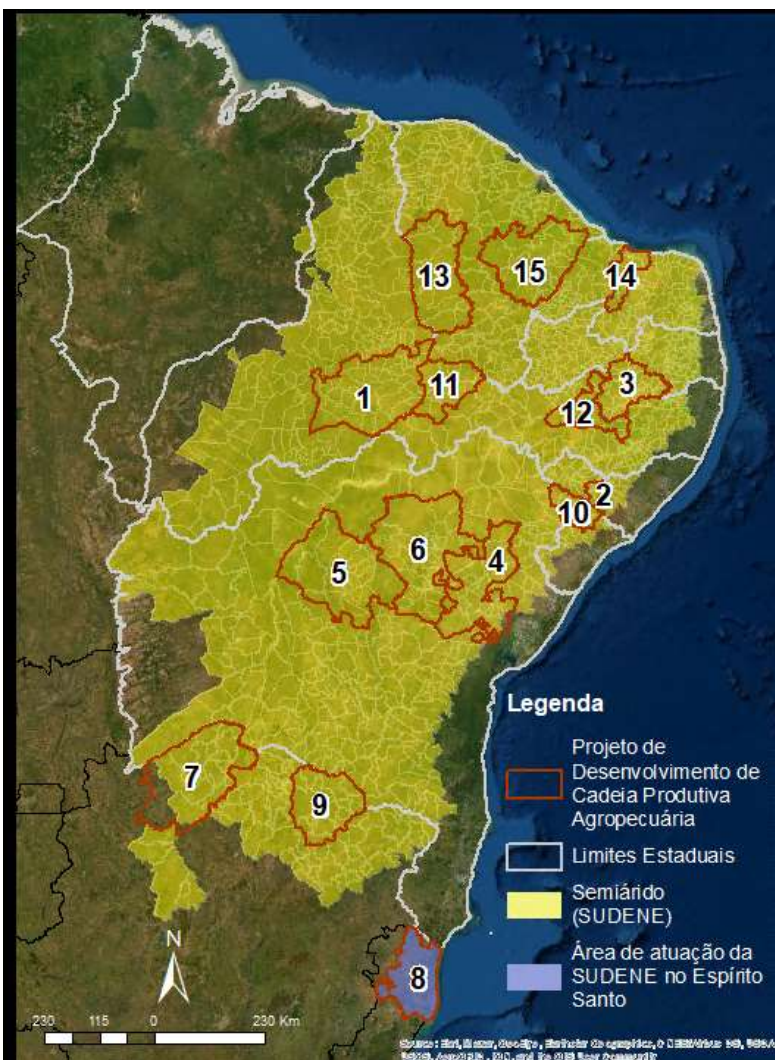 13
15
14
1
11
3
12
2
10
6
4
5
7
9
8
Legenda
Projeto de
Desenvolvimento de
Cadeia Produtiva
Agropecuária
Limites Estaduais
Semiárido
(SUDENE)
Área de atuação da
SUDENE no Espírito
Santo
N
230 115 0 230 Km